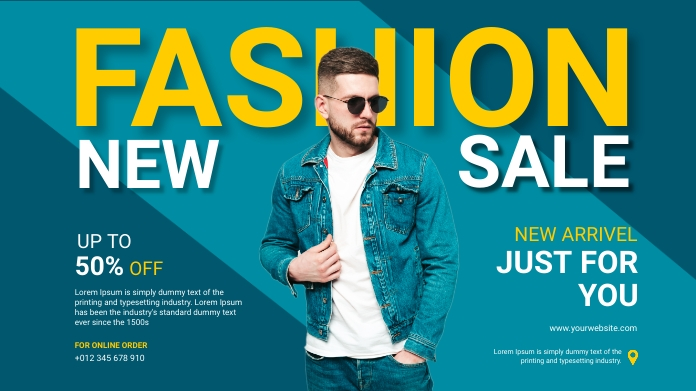 FASHION
NEW SALE
UP TO
50% OFF
Lorem Ipsum is simply dummy text of the
printing and typesetting industry. Lorem Ipsum
has been the industry's standard dummy text
ever since the 1500s
FOR ONLINE ORDER
+012 345 678 910
NEW ARRIVEL
JUST FOR
YOU
www.yourwebsite.com
Lorem Ipsum is simply dummy text of the
printing and typesetting industry.